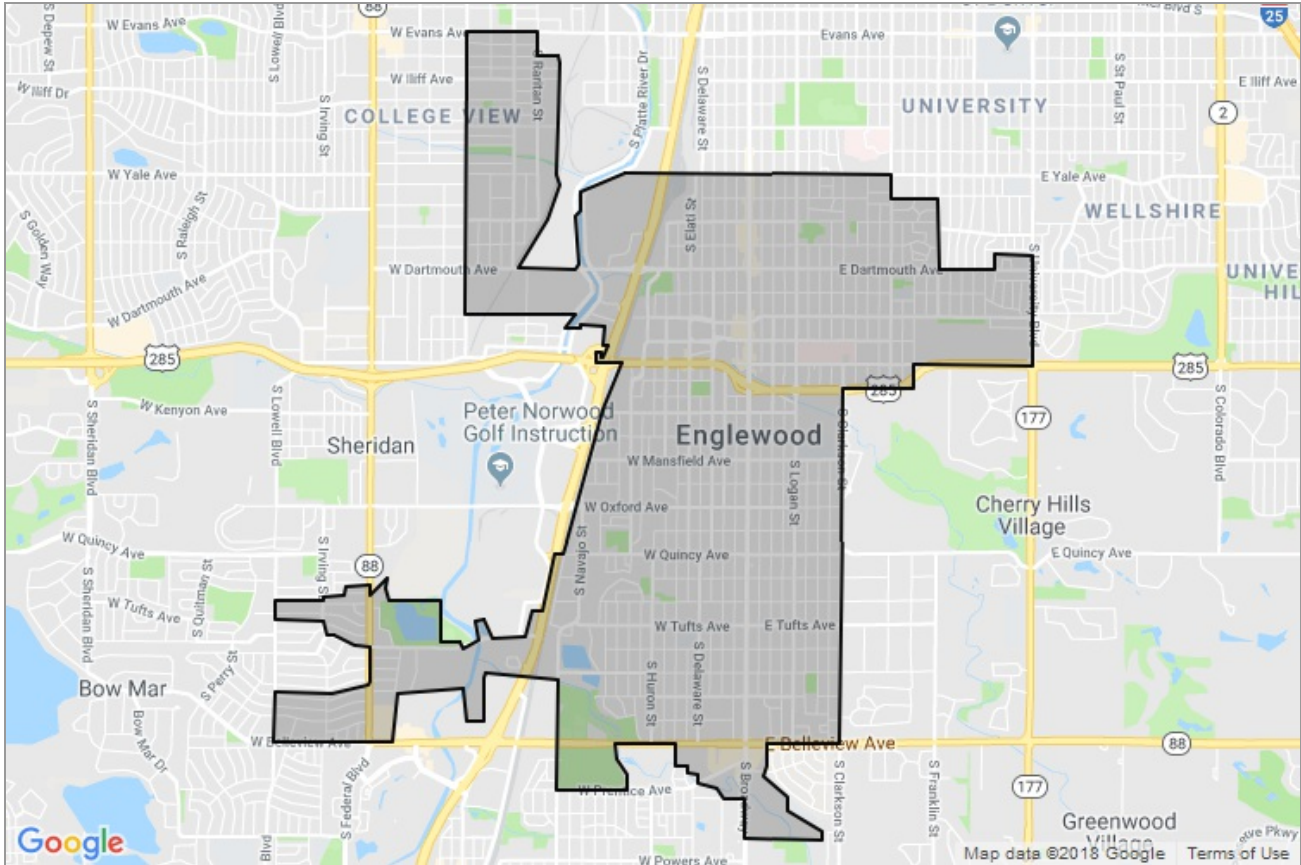 88
25
W Evans Ave
W Evans Ave
Evans Ave
S Depew St
S Lowell Blvd
S Raritan St
S Platte River Dr
S Delaware St
S St Paul St
W Iliff Ave
E Iliff Ave
W Iliff Dr
S Irving St
COLLEGE VIEW
UNIVERSITY
2
W Yale Ave
E Yale Ave
S Raleigh St
S Golden Way
S Elati St
WELLSHIRE
W Dartmouth Ave
E Dartmouth Ave
S University Blvd
UNIVE
HIL
W Dartmouth Ave
285
285
285
W Kenyon Ave
S Sheridan Blvd
S Lowell Blvd
Peter Norwood
Golf Instruction
Sheridan
Englewood
S Clarkson St
177
S Colorado Blvd
W Mansfield Ave
S Logan St
W Oxford Ave
Cherry Hills
Village
W Quincy Ave
S Irving St
S Navajo St
W Quincy Ave
E Quincy Ave
88
S Sheridan Blvd
S Quitman St
W Tufts Ave
W Tufts Ave
E Tufts Ave
S Perry St
S Huron St
S Delaware St
Bow Mar
Bow Mar Dr
W Belleview Ave
E Belleview Ave
88
S Federal Blvd
W Prentice Ave
S Clarkson St
S Franklin St
177
Greenwood
Village
Blvd
W Powers Ave
Google
Map data ©2018 Google
Terms of Use